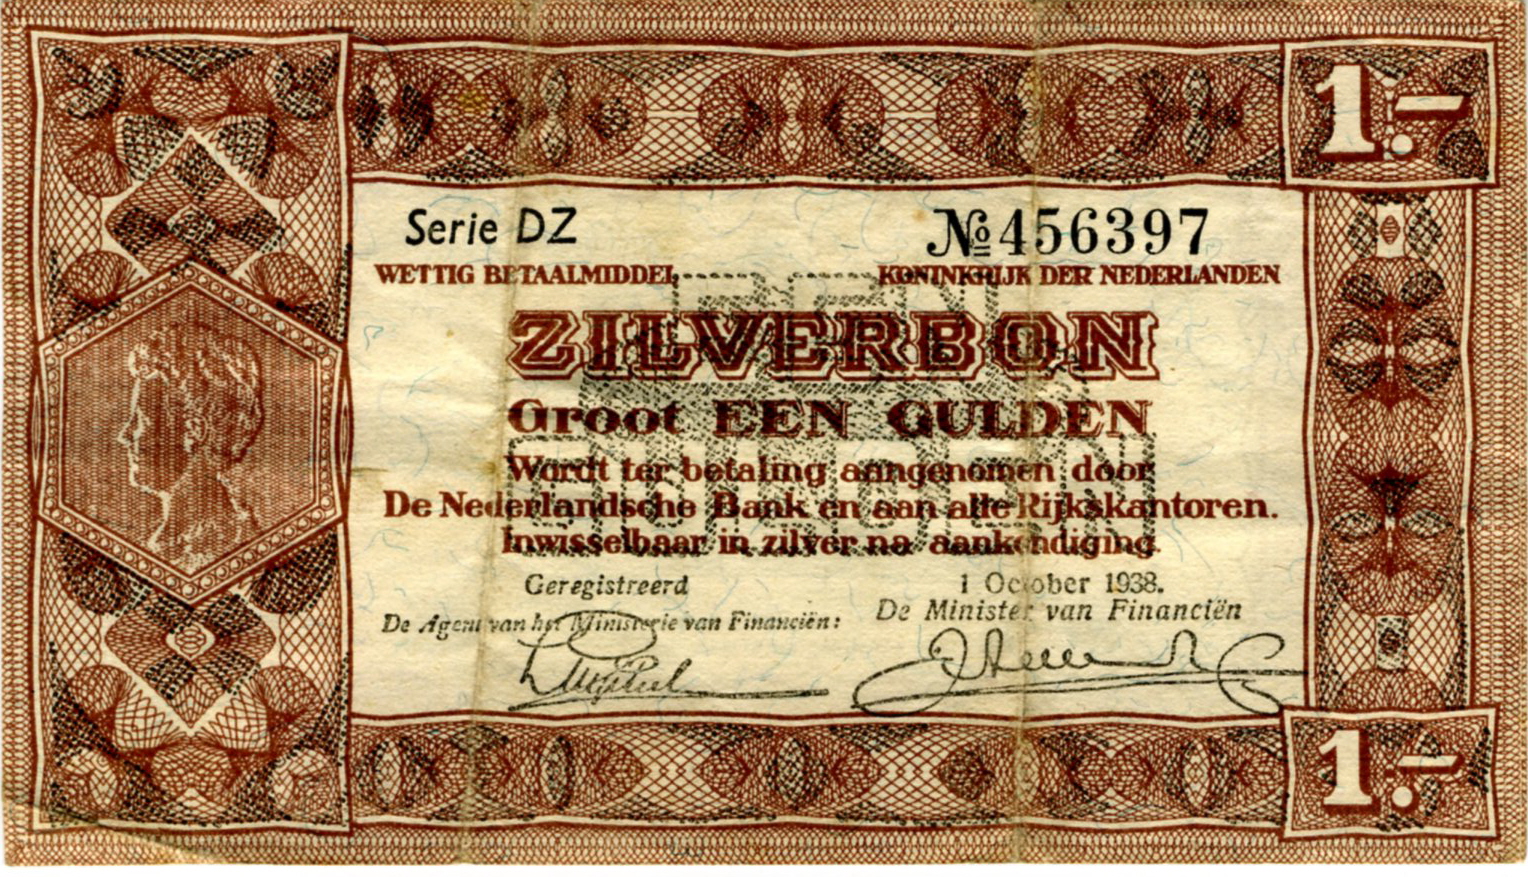 1.-
Serie DZ
№ 456397
WETTIG BETAALMIDDEL
KONINKRIJK DER NEDERLANDEN
ZILVERBON
Groot EEN GULDEN
Wordt ter betaling aangenomen door
De Nederlandsche Bank en aan alle Rijkskantoren.
Inwisselbaar in zilver na aankondiging.
Geregistreerd
1 October 1938.
De Agent van het Ministerie van Financiën:
De Minister van Financiën
1.-